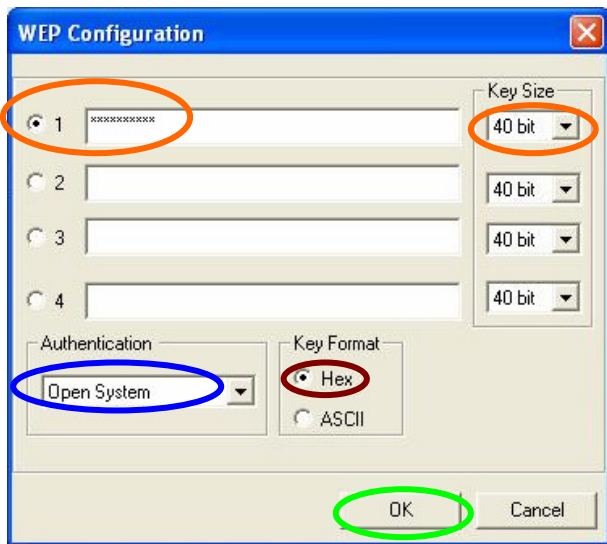 WEP Configuration
Key Size
1 ********** 40 bit
2 40 bit
3 40 bit
4 40 bit
Authentication
Open System
Key Format
Hex
ASCII
OK Cancel